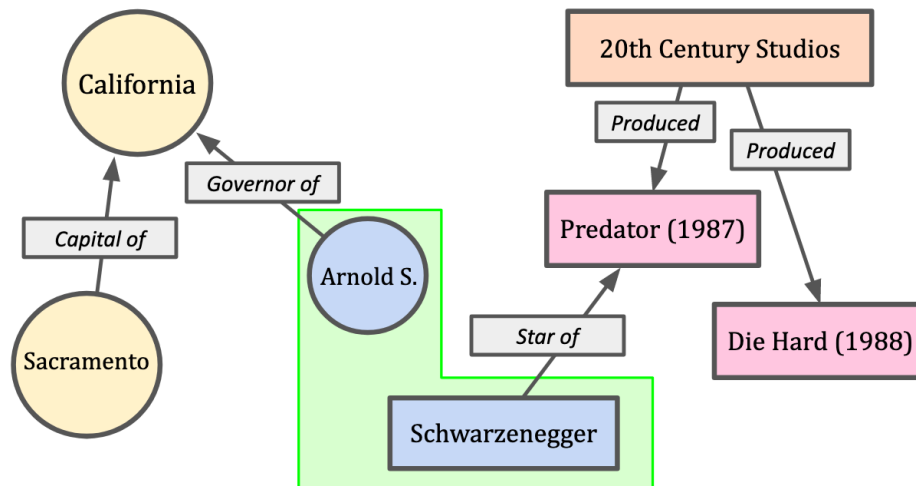 California
20th Century Studios
Produced
Produced
Governor of
Capital of
Predator (1987)
Arnold S.
Star of
Die Hard (1988)
Sacramento
Schwarzenegger